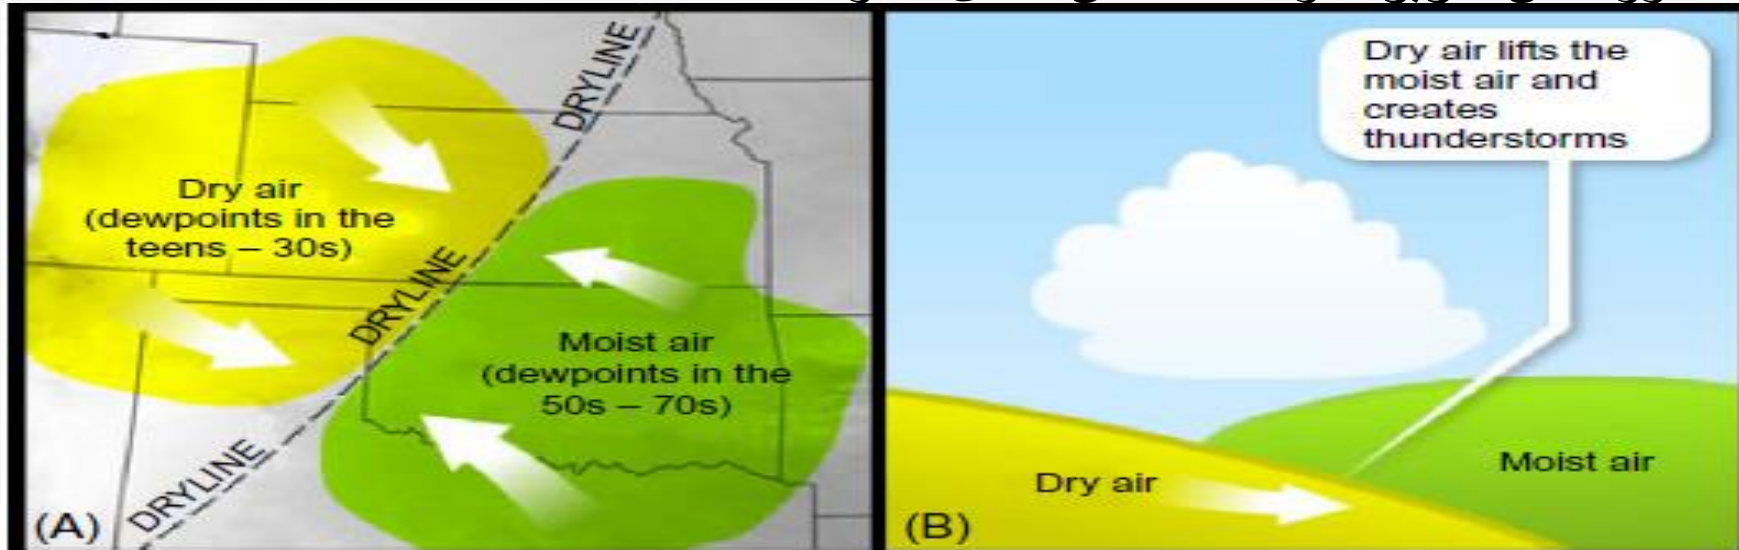 DRYLINE
Dry air
(dewpoints in the
teens – 30s)
DRYLINE
Moist air
(dewpoints in the
50s – 70s)
DRYLINE
(A)
Dry air lifts the
moist air and
creates
thunderstorms
Moist air
Dry air
(B)